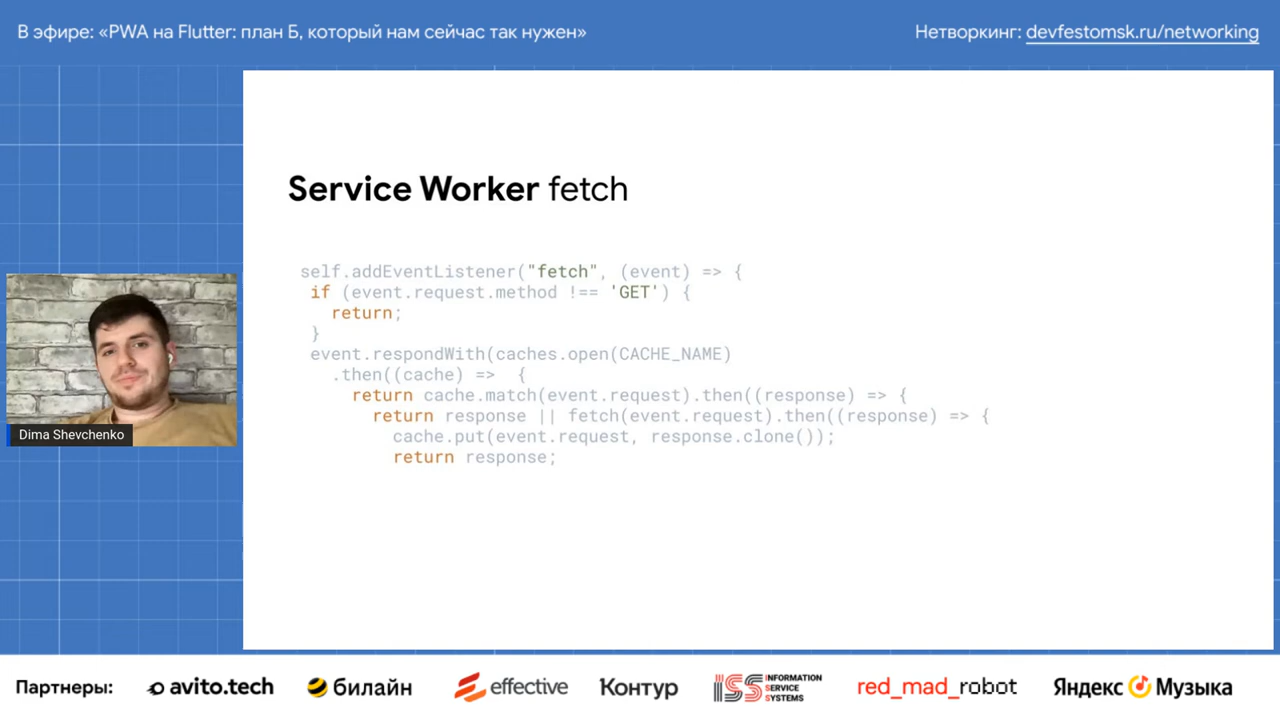 В эфире: «PWA на Flutter: план Б, который нам сейчас так нужен»
Нетворкинг: devfestomsk.ru/networking
Service Worker fetch
self.addEventListener("fetch", (event) => {
if (event.request.method !== 'GET') {
return;
}
event.respondWith(caches.open(CACHE_NAME)
.then((cache) => {
return cache.match(event.request).then((response) => {
return response || fetch(event.request).then((response) => {
cache.put(event.request, response.clone());
return response;
Dima Shevchenko
Партнеры: avito.tech билайн effective Контур ISS INFORMATION SERVICE SYSTEMS red_mad_robot Яндекс Музыка